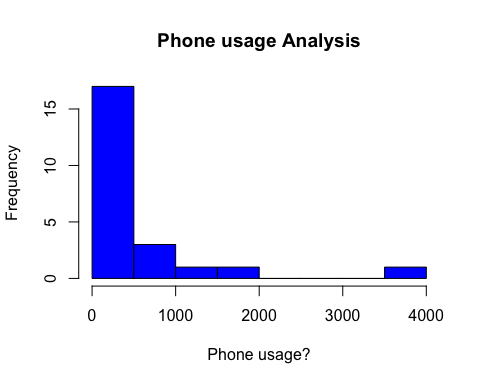 Phone usage Analysis
Frequency
15
10
5
0
0 1000 2000 3000 4000
Phone usage?